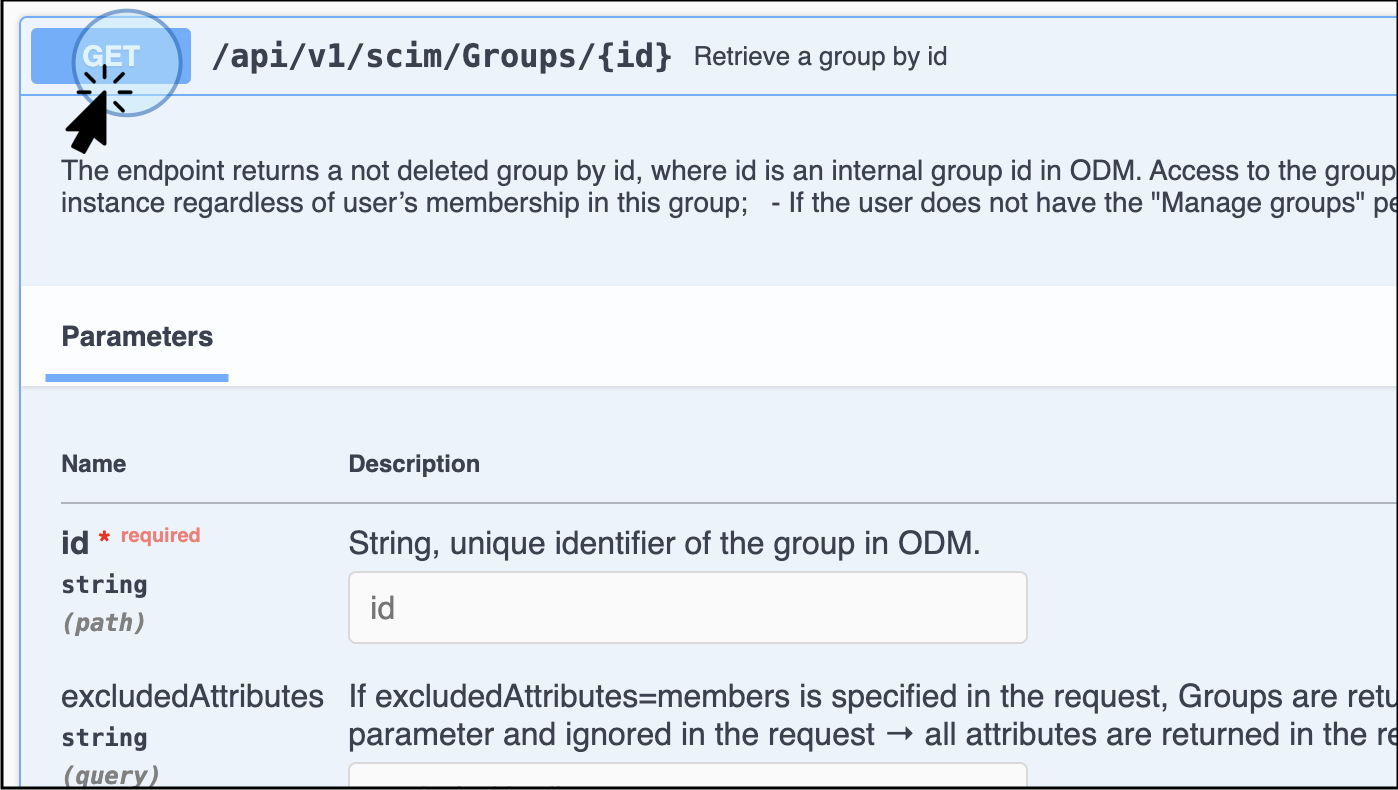 GET /api/v1/scim/Groups/{id} Retrieve a group by id
The endpoint returns a not deleted group by id, where id is an internal group id in ODM. Access to the group
instance regardless of user’s membership in this group; - If the user does not have the "Manage groups"
Parameters
Name Description
id * required String, unique identifier of the group in ODM.
string
(path)
id
excludedAttributes If excludedAttributes=members is specified in the request, Groups are
string parameter and ignored in the request → all attributes are returned in the
(query)